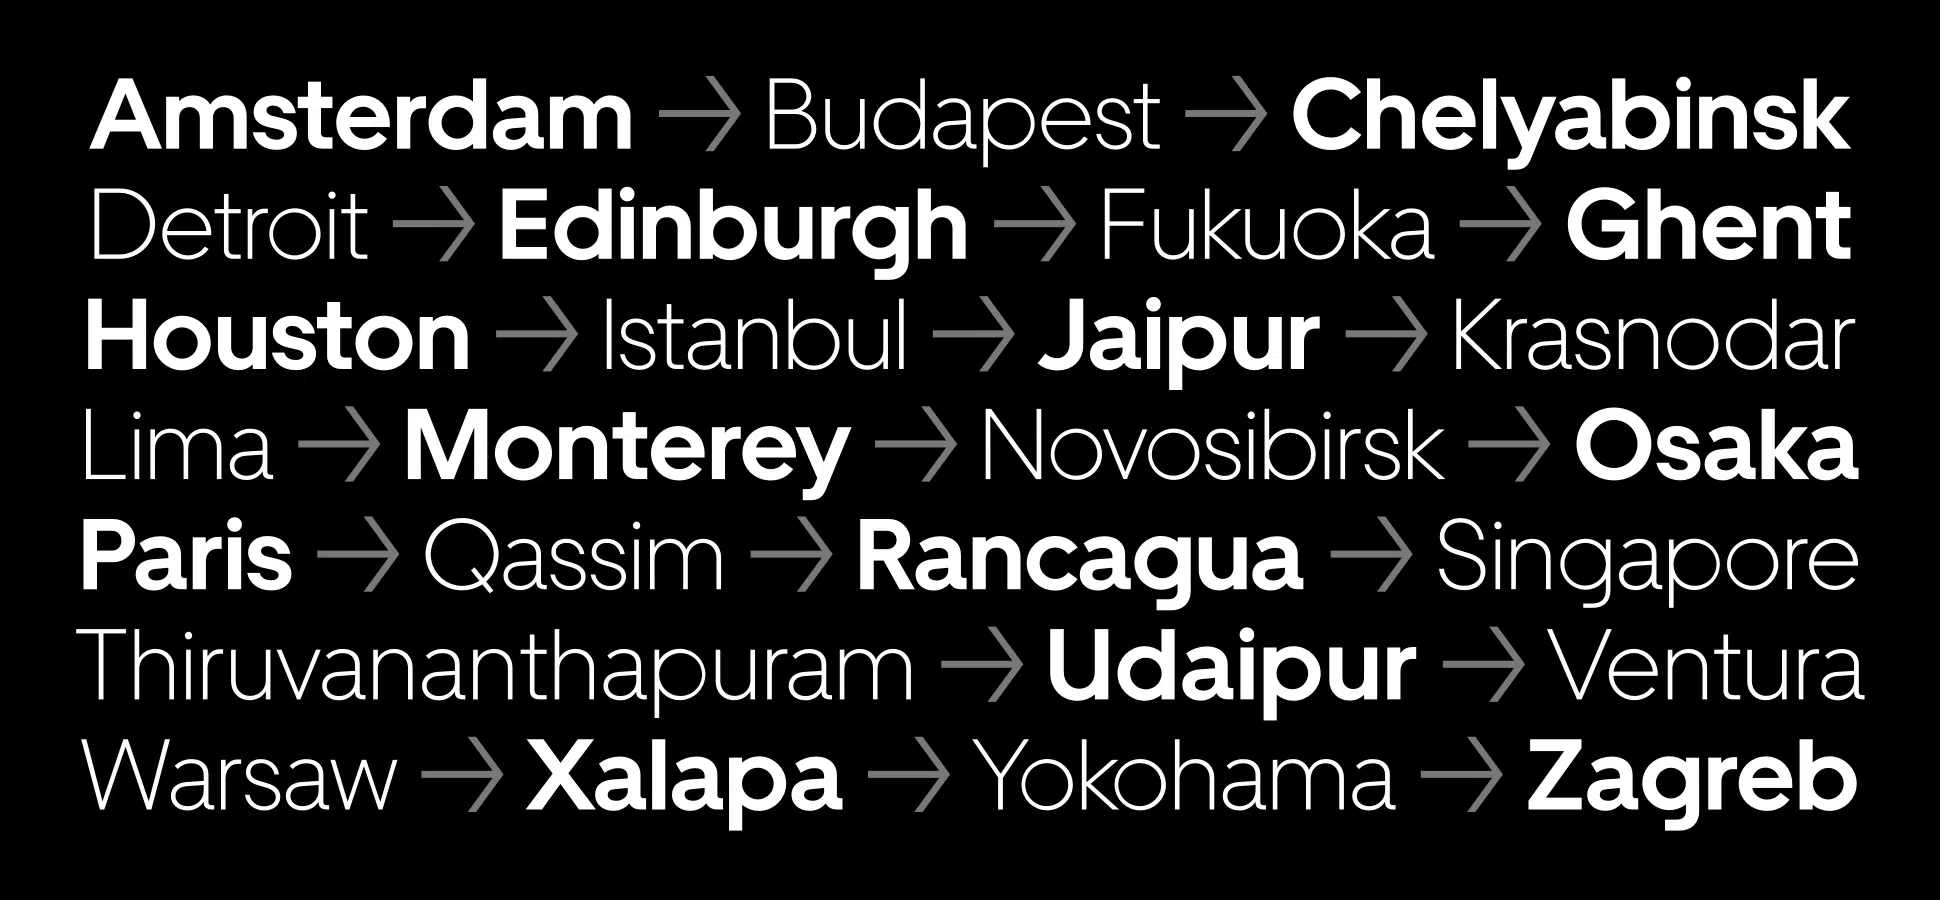 Amsterdam → Budapest → Chelyabinsk
Detroit → Edinburgh → Fukuoka → Ghent
Houston → Istanbul → Jaipur → Krasnodar
Lima → Monterey → Novosibirsk → Osaka
Paris → Qassim → Rancagua → Singapore
Thiruvananthapuram → Udaipur → Ventura
Warsaw → Xalapa → Yokohama → Zagreb